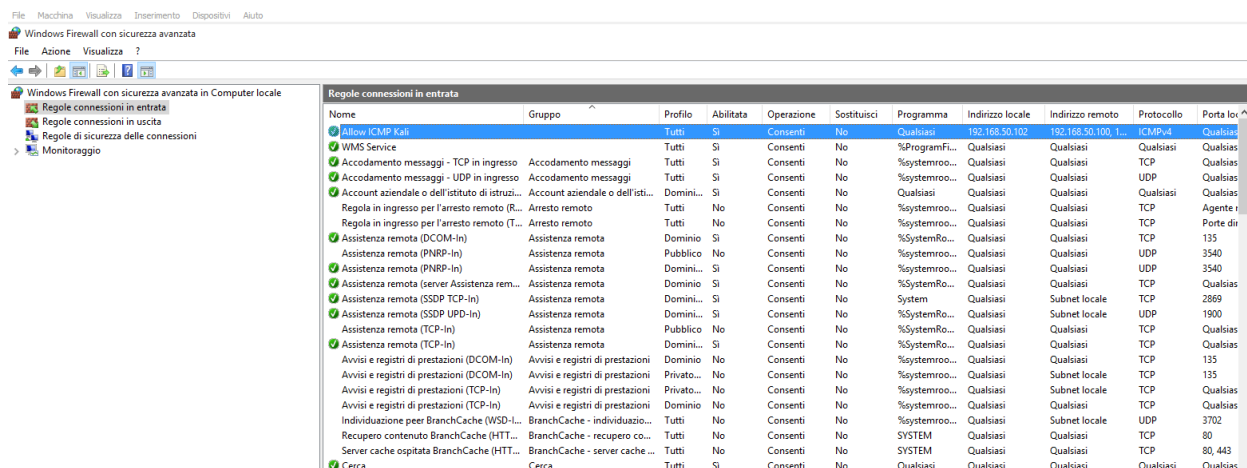 File Macchina Visualizza Inserimento Dispositivi Aiuto
Windows Firewall con sicurezza avanzata
File Azione Visualizza ?
Windows Firewall con sicurezza avanzata in Computer locale
Regole connessioni in entrata
Regole connessioni in uscita
Regole di sicurezza delle connessioni
Monitoraggio
Regole connessioni in entrata
Nome Gruppo Profilo Abilitata Operazione Sostituisci Programma Indirizzo locale Indirizzo remoto Protocollo Porta loc
Allow ICMP Kali Tutti Sì Consenti No Qualsiasi 192.168.50.102 192.168.50.100, 1... ICMPv4 Qualsias
WMS Service Tutti Sì Consenti No %ProgramFi... Qualsiasi Qualsiasi Qualsiasi Qualsias
Accodamento messaggi - TCP in ingresso Accodamento messaggi Tutti Sì Consenti No %systemroo... Qualsiasi Qualsiasi TCP Qualsias
Accodamento messaggi - UDP in ingresso Accodamento messaggi Tutti Sì Consenti No %systemroo... Qualsiasi Qualsiasi UDP Qualsias
Account aziendale o dell'istituto di istruzi... Account aziendale o dell'isti... Domini... Sì Consenti No Qualsiasi Qualsiasi Qualsiasi Qualsiasi Qualsias
Regola in ingresso per l'arresto remoto (R... Arresto remoto Tutti No Consenti No %systemroo... Qualsiasi Qualsiasi TCP Agente r
Regola in ingresso per l'arresto remoto (T... Arresto remoto Tutti No Consenti No %systemroo... Qualsiasi Qualsiasi TCP Porte din
Assistenza remota (DCOM-In) Assistenza remota Dominio Sì Consenti No %SystemRo... Qualsiasi Qualsiasi TCP 135
Assistenza remota (PNRP-In) Assistenza remota Pubblico No Consenti No %systemroo... Qualsiasi Qualsiasi UDP 3540
Assistenza remota (PNRP-In) Assistenza remota Domini... Sì Consenti No %systemroo... Qualsiasi Qualsiasi UDP 3540
Assistenza remota (server Assistenza rem... Assistenza remota Dominio Sì Consenti No %SystemRo... Qualsiasi Qualsiasi TCP Qualsias
Assistenza remota (SSDP TCP-In) Assistenza remota Domini... Sì Consenti No System Qualsiasi Subnet locale TCP 2869
Assistenza remota (SSDP UPD-In) Assistenza remota Domini... Sì Consenti No %SystemRo... Qualsiasi Subnet locale UDP 1900
Assistenza remota (TCP-In) Assistenza remota Pubblico No Consenti No %SystemRo... Qualsiasi Qualsiasi TCP Qualsias
Assistenza remota (TCP-In) Assistenza remota Domini... Sì Consenti No %SystemRo... Qualsiasi Qualsiasi TCP Qualsias
Avvisi e registri di prestazioni (DCOM-In) Avvisi e registri di prestazioni Dominio No Consenti No %systemroo... Qualsiasi Qualsiasi TCP 135
Avvisi e registri di prestazioni (DCOM-In) Avvisi e registri di prestazioni Privato... No Consenti No %systemroo... Qualsiasi Subnet locale TCP 135
Avvisi e registri di prestazioni (TCP-In) Avvisi e registri di prestazioni Privato... No Consenti No %systemroo... Qualsiasi Subnet locale TCP Qualsias
Avvisi e registri di prestazioni (TCP-In) Avvisi e registri di prestazioni Dominio No Consenti No %systemroo... Qualsiasi Qualsiasi TCP Qualsias
Individuazione peer BranchCache (WSD-I... BranchCache - individuazio... Tutti No Consenti No %systemroo... Qualsiasi Subnet locale UDP 3702
Recupero contenuto BranchCache (HTT... BranchCache - recupero co... Tutti No Consenti No SYSTEM Qualsiasi Qualsiasi TCP 80
Server cache ospitata BranchCache (HTT... BranchCache - server cache ... Tutti No Consenti No SYSTEM Qualsiasi Qualsiasi TCP 80, 443
Cerca Cerca Tutti Sì Consenti No Qualsiasi Qualsiasi Qualsiasi Qualsiasi Qualsias